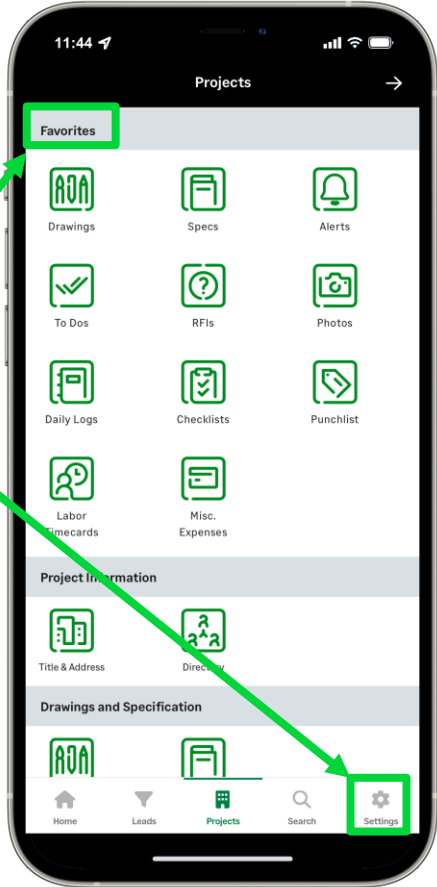 11:44
Projects
Favorites
Drawings
Specs
Alerts
To Dos
RFIs
Photos
Daily Logs
Checklists
Punchlist
Labor
Timecards
Misc.
Expenses
Project Information
Title & Address
Directory
Drawings and Specification
Home
Leads
Projects
Search
Settings